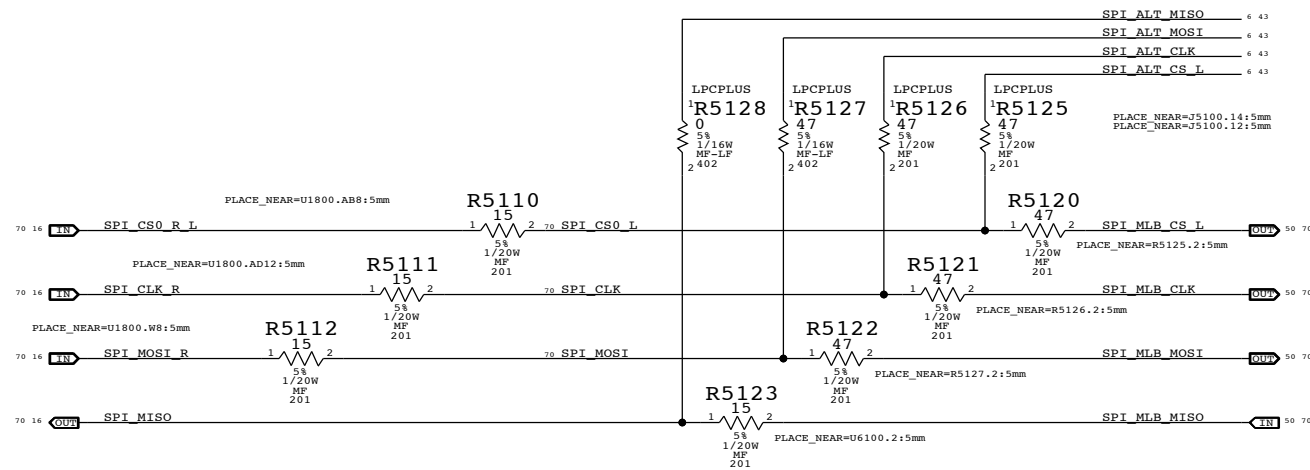 SPI_ALT_MISO 6 43
SPI_ALT_MOSI 6 43
SPI_ALT_CLK 6 43
SPI_ALT_CS_L 6 43
LPCPLUS LPCPLUS LPCPLUS LPCPLUS
1 R5128 1 R5127 1 R5126 1 R5125
0 47 47 47
5% 5% 5% 5%
1/16W 1/16W 1/20W 1/20W
MF-LF MF-LF MF MF
2 402 2 402 2 201 2 201
PLACE_NEAR=J5100.14:5mm
PLACE_NEAR=J5100.12:5mm
PLACE_NEAR=U1800.AB8:5mm
R5110 R5120
15 47
70 16 IN SPI_CS0_R_L 1 2 70 SPI_CS0_L 1 2 SPI_MLB_CS_L OUT 50 70
5% 5%
1/20W 1/20W
MF MF
201 201
PLACE_NEAR=R5125.2:5mm
PLACE_NEAR=U1800.AD12:5mm
R5111 R5121
15 47
70 16 IN SPI_CLK_R 1 2 70 SPI_CLK 1 2 SPI_MLB_CLK OUT 50 70
5% 5%
1/20W 1/20W
MF MF
201 201
PLACE_NEAR=R5126.2:5mm
PLACE_NEAR=U1800.W8:5mm
R5112 R5122
15 47
70 16 IN SPI_MOSI_R 1 2 70 SPI_MOSI 1 2 SPI_MLB_MOSI OUT 50 70
5% 5%
1/20W 1/20W
MF MF
201 201
PLACE_NEAR=R5127.2:5mm
R5123
15
70 16 OUT SPI_MISO 1 2 SPI_MLB_MISO IN 50 70
5%
1/20W
MF
201
PLACE_NEAR=U6100.2:5mm